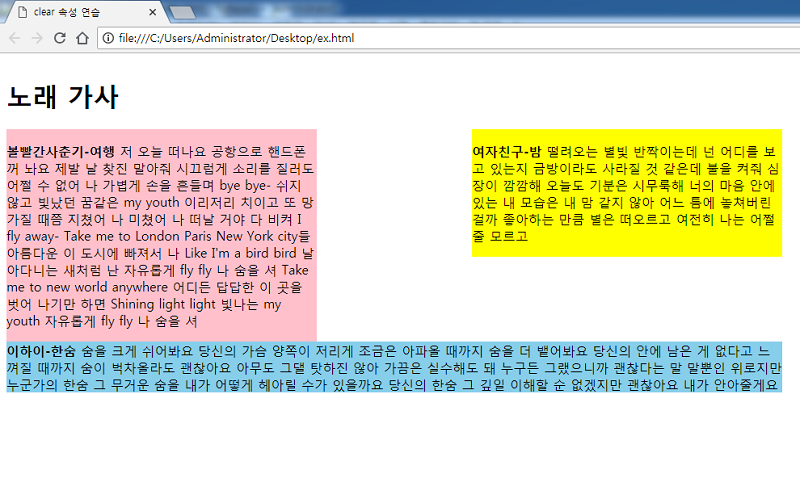 clear 속성 연습
file:///C:/Users/Administrator/Desktop/ex.html
노래 가사
볼빨간사춘기-여행 저 오늘 떠나요 공항으로 핸드폰
꺼 놔요 제발 날 찾진 말아줘 시끄럽게 소리를 질러도
어쩔 수 없어 나 가볍게 손을 흔들며 bye bye- 쉬지
않고 빛났던 꿈같은 my youth 이리저리 치이고 또 망
가질 때쯤 지쳤어 나 미쳤어 나 떠날 거야 다 비켜 I
fly away- Take me to London Paris New York city들
아름다운 이 도시에 빠져서 나 Like I'm a bird bird 날
아다니는 새처럼 난 자유롭게 fly fly 나 숨을 셔 Take
me to new world anywhere 어디든 답답한 이 곳을
벗어 나기만 하면 Shining light light 빛나는 my
youth 자유롭게 fly fly 나 숨을 셔
여자친구-밤 떨려오는 별빛 반짝이는데 넌 어디를 보
고 있는지 금방이라도 사라질 것 같은데 불을 켜줘 심
장이 깜깜해 오늘도 기분은 시무룩해 너의 마음 안에
있는 내 모습은 내 맘 같지 않아 어느 틈에 놓쳐버린
걸까 좋아하는 만큼 별은 떠오르고 여전히 나는 어쩔
줄 모르고
이하이-한숨 숨을 크게 쉬어봐요 당신의 가슴 양쪽이 저리게 조금은 아파올 때까지 숨을 더 뱉어봐요 당신의 안에 남은 게 없다고 느
껴질 때까지 숨이 벅차올라도 괜찮아요 아무도 그댈 탓하진 않아 가끔은 실수해도 돼 누구든 그랬으니까 괜찮다는 말 말뿐인 위로지만
누군가의 한숨 그 무거운 숨을 내가 어떻게 헤아릴 수가 있을까요 당신의 한숨 그 깊일 이해할 순 없겠지만 괜찮아요 내가 안아줄게요